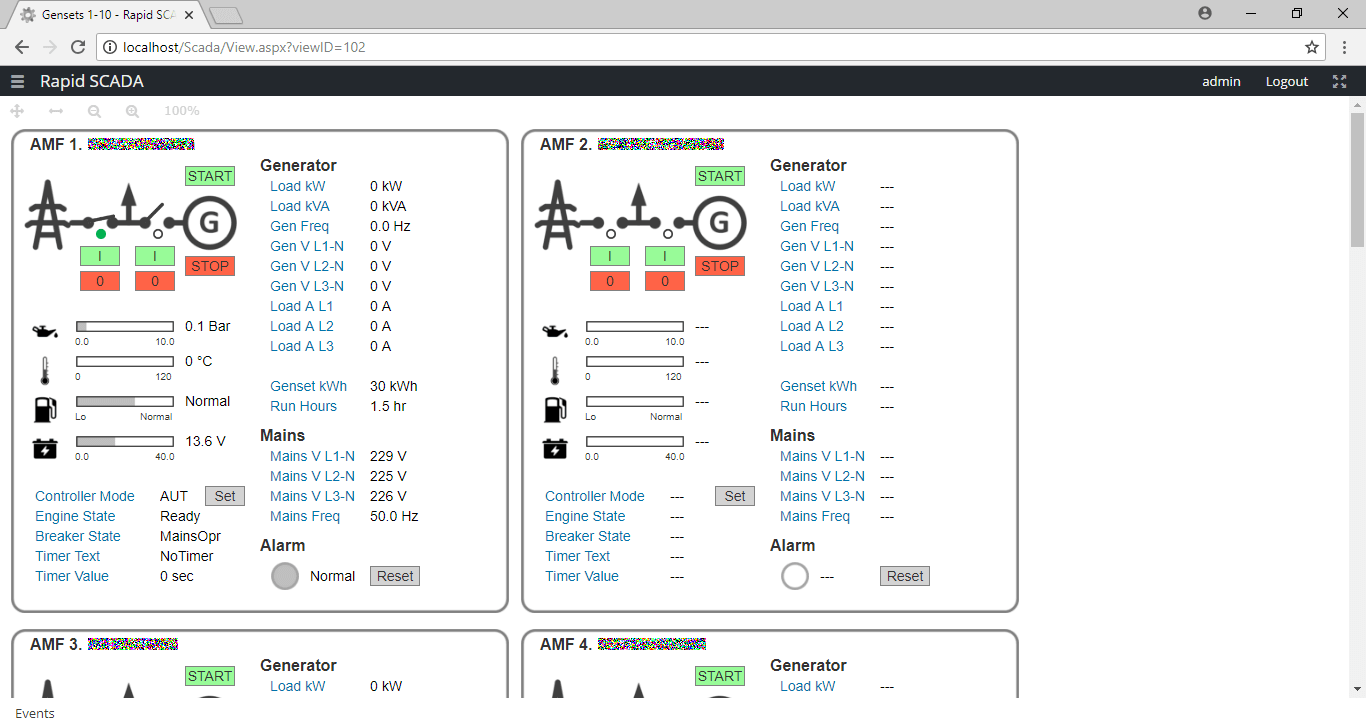 Gensets 1-10 - Rapid SCA
localhost/Scada/View.aspx?viewID=102
Rapid SCADA
admin
Logout
100%
AMF 1.
START
G
I
I
STOP
0
0
0.1 Bar
0.0
10.0
0 °C
0
120
Normal
Lo
Normal
13.6 V
0.0
40.0
Controller Mode AUT Set
Engine State Ready
Breaker State MainsOpr
Timer Text NoTimer
Timer Value 0 sec
Generator
Load kW 0 kW
Load kVA 0 kVA
Gen Freq 0.0 Hz
Gen V L1-N 0 V
Gen V L2-N 0 V
Gen V L3-N 0 V
Load A L1 0 A
Load A L2 0 A
Load A L3 0 A
Genset kWh 30 kWh
Run Hours 1.5 hr
Mains
Mains V L1-N 229 V
Mains V L2-N 225 V
Mains V L3-N 226 V
Mains Freq 50.0 Hz
Alarm
Normal Reset
AMF 2.
START
G
I
I
STOP
0
0
---
0.0
10.0
---
0
120
---
Lo
Normal
---
0.0
40.0
Controller Mode --- Set
Engine State ---
Breaker State ---
Timer Text ---
Timer Value ---
Generator
Load kW ---
Load kVA ---
Gen Freq ---
Gen V L1-N ---
Gen V L2-N ---
Gen V L3-N ---
Load A L1 ---
Load A L2 ---
Load A L3 ---
Genset kWh ---
Run Hours ---
Mains
Mains V L1-N ---
Mains V L2-N ---
Mains V L3-N ---
Mains Freq ---
Alarm
--- Reset
AMF 3.
START
Generator
Load kW 0 kW
AMF 4.
START
Generator
Load kW ---
Events